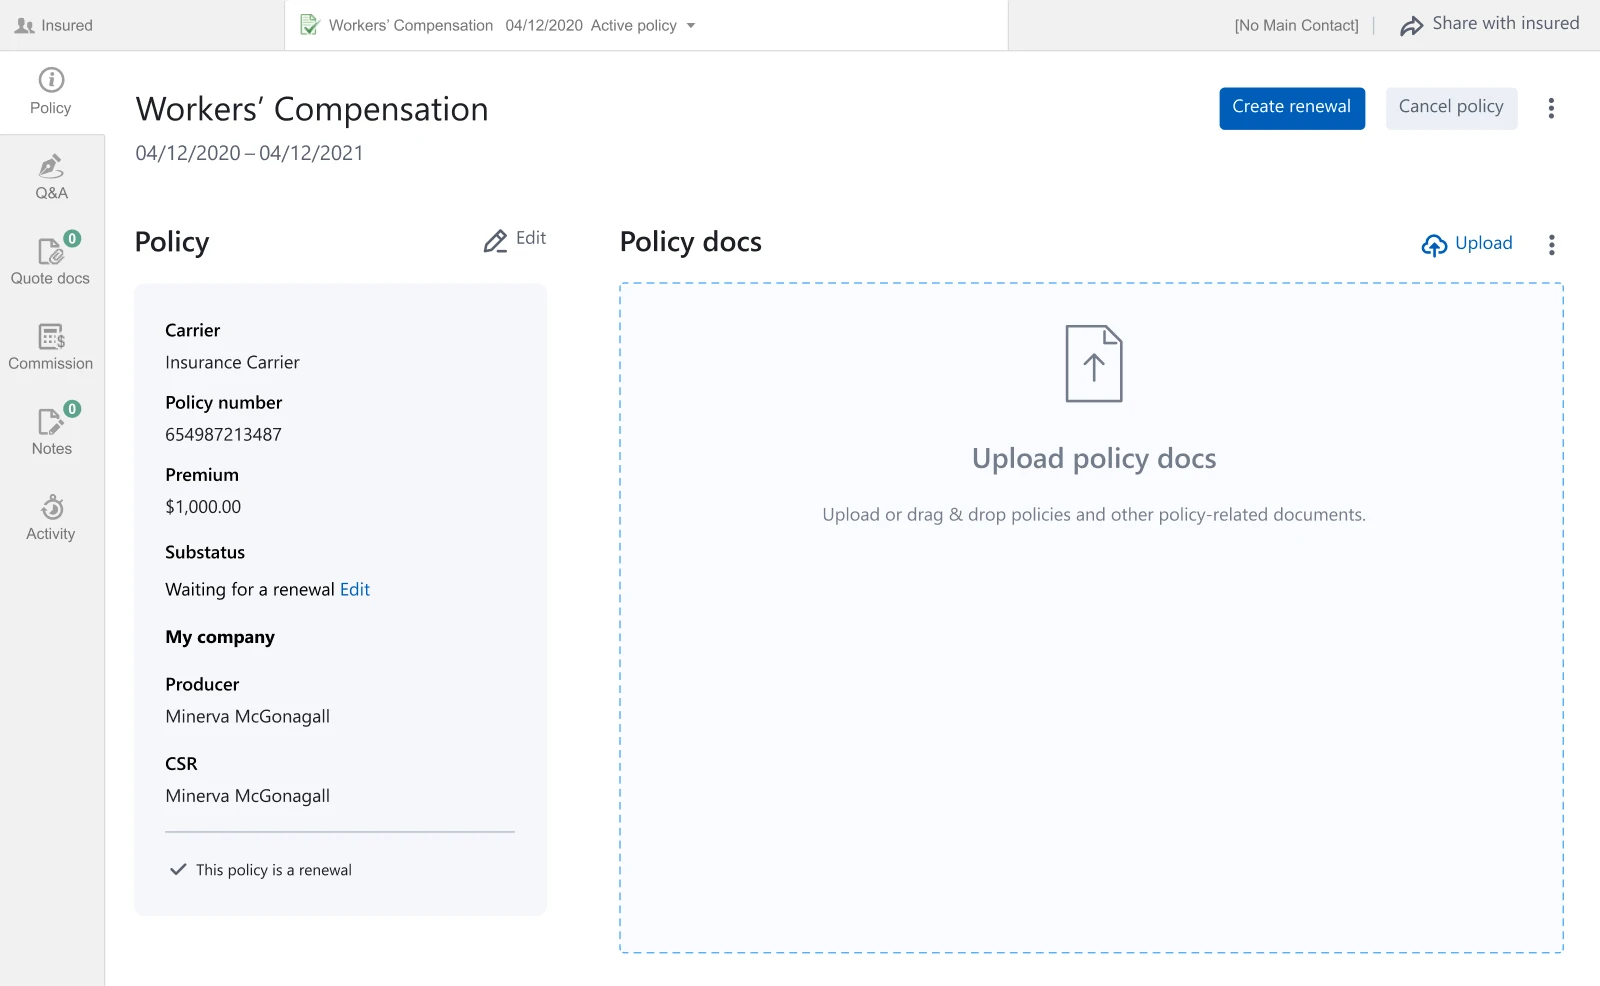 Insured
Workers’ Compensation 04/12/2020 Active policy
[No Main Contact]
Share with insured
Policy
Q&A
0
Quote docs
Commission
0
Notes
Activity
Workers’ Compensation
04/12/2020 – 04/12/2021
Create renewal
Cancel policy
Policy
Edit
Carrier
Insurance Carrier
Policy number
654987213487
Premium
$1,000.00
Substatus
Waiting for a renewal Edit
My company
Producer
Minerva McGonagall
CSR
Minerva McGonagall
This policy is a renewal
Policy docs
Upload
Upload policy docs
Upload or drag & drop policies and other policy-related documents.